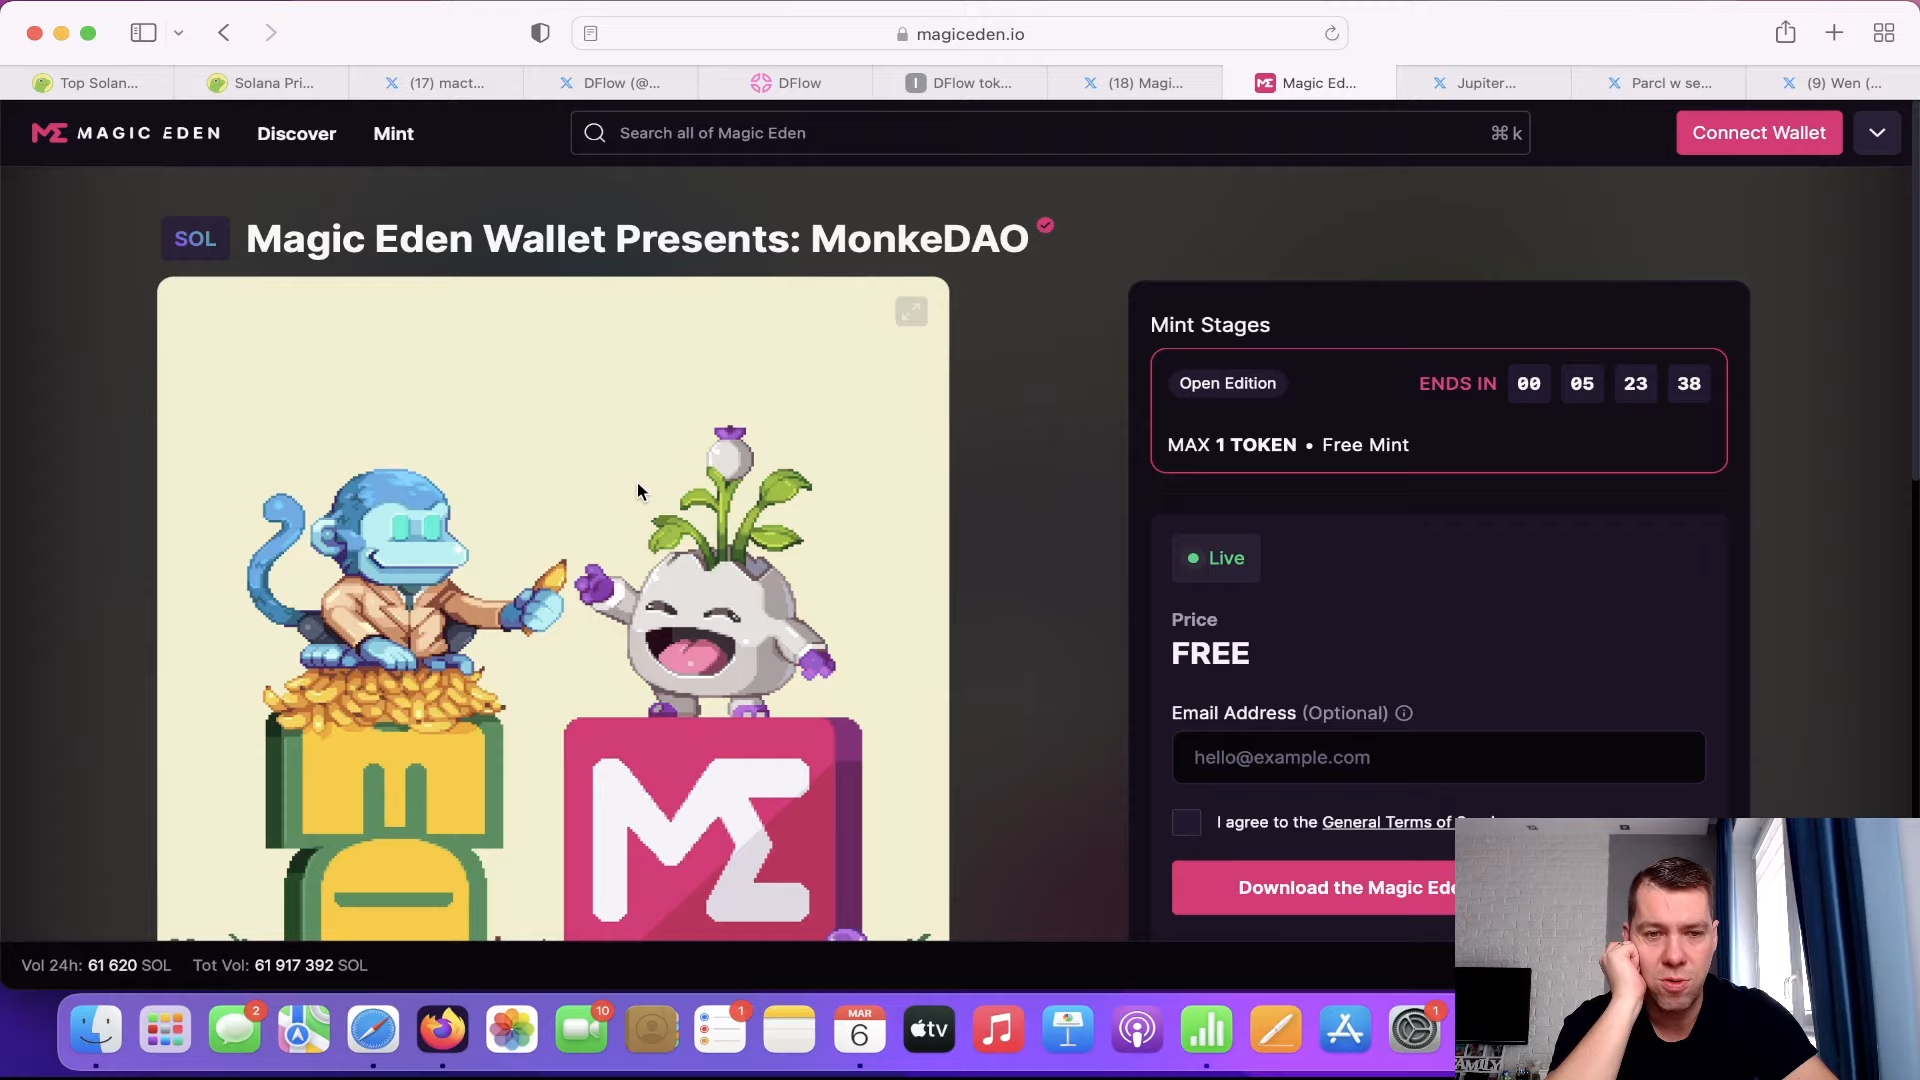 magiceden.io
Top Solan...
Solana Pri...
(17) mact...
DFlow (@...
DFlow
DFlow tok...
(18) Magi...
Magic Ed...
Jupiter...
Parcl w se...
(9) Wen (...
MAGIC EDEN
Discover
Mint
Search all of Magic Eden
⌘ k
Connect Wallet
SOL
Magic Eden Wallet Presents: MonkeDAO
Mint Stages
Open Edition
ENDS IN 00 05 23 38
MAX 1 TOKEN • Free Mint
Live
Price
FREE
Email Address (Optional)
hello@example.com
I agree to the General Terms of
Download the Magic Ede
ME
Vol 24h: 61 620 SOL Tot Vol: 61 917 392 SOL
2
10
1
MAR
6
tv
1
FAMILY